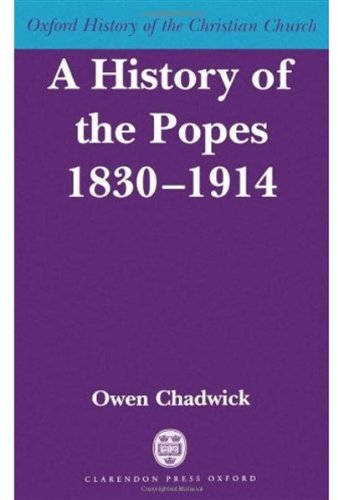 Oxford History of the Christian Church
A History of
the Popes
1830–1914
Owen Chadwick
CLARENDON PRESS OXFORD